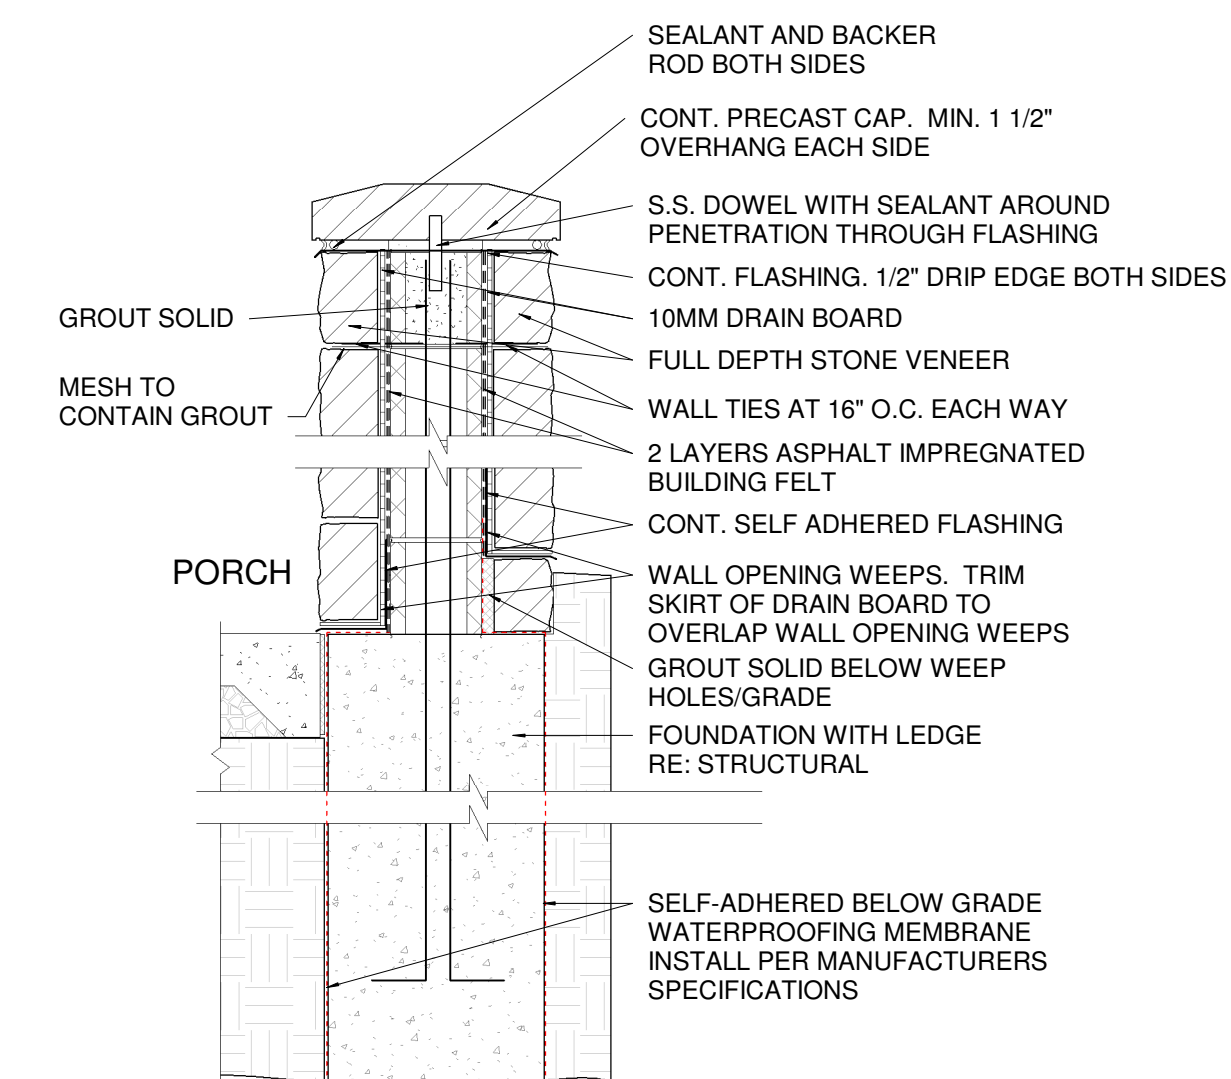 SEALANT AND BACKER
ROD BOTH SIDES
CONT. PRECAST CAP.  MIN. 1 1/2"
OVERHANG EACH SIDE
S.S. DOWEL WITH SEALANT AROUND
PENETRATION THROUGH FLASHING
CONT. FLASHING. 1/2" DRIP EDGE BOTH SIDES
GROUT SOLID
10MM DRAIN BOARD
FULL DEPTH STONE VENEER
MESH TO
CONTAIN GROUT
WALL TIES AT 16" O.C. EACH WAY
2 LAYERS ASPHALT IMPREGNATED
BUILDING FELT
CONT. SELF ADHERED FLASHING
PORCH
WALL OPENING WEEPS.  TRIM
SKIRT OF DRAIN BOARD TO
OVERLAP WALL OPENING WEEPS
GROUT SOLID BELOW WEEP
HOLES/GRADE
FOUNDATION WITH LEDGE
RE: STRUCTURAL
SELF-ADHERED BELOW GRADE
WATERPROOFING MEMBRANE
INSTALL PER MANUFACTURERS
SPECIFICATIONS